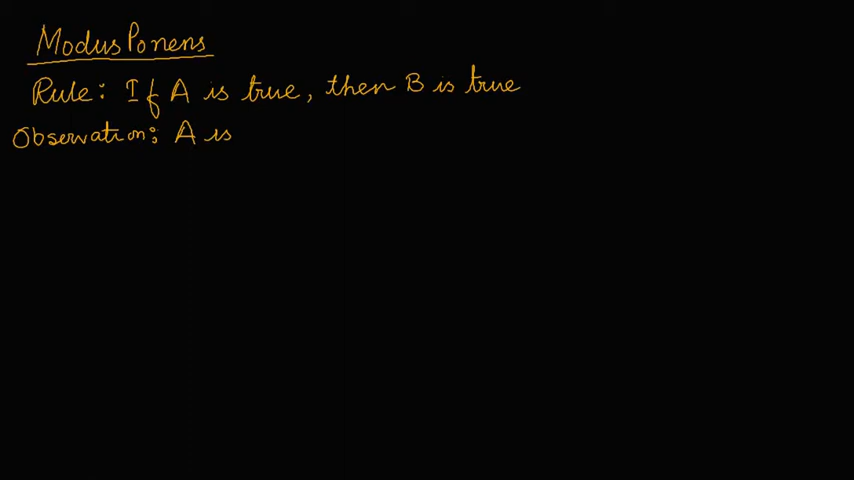 Modus Ponens
Rule: If A is true, then B is true
Observation: A is